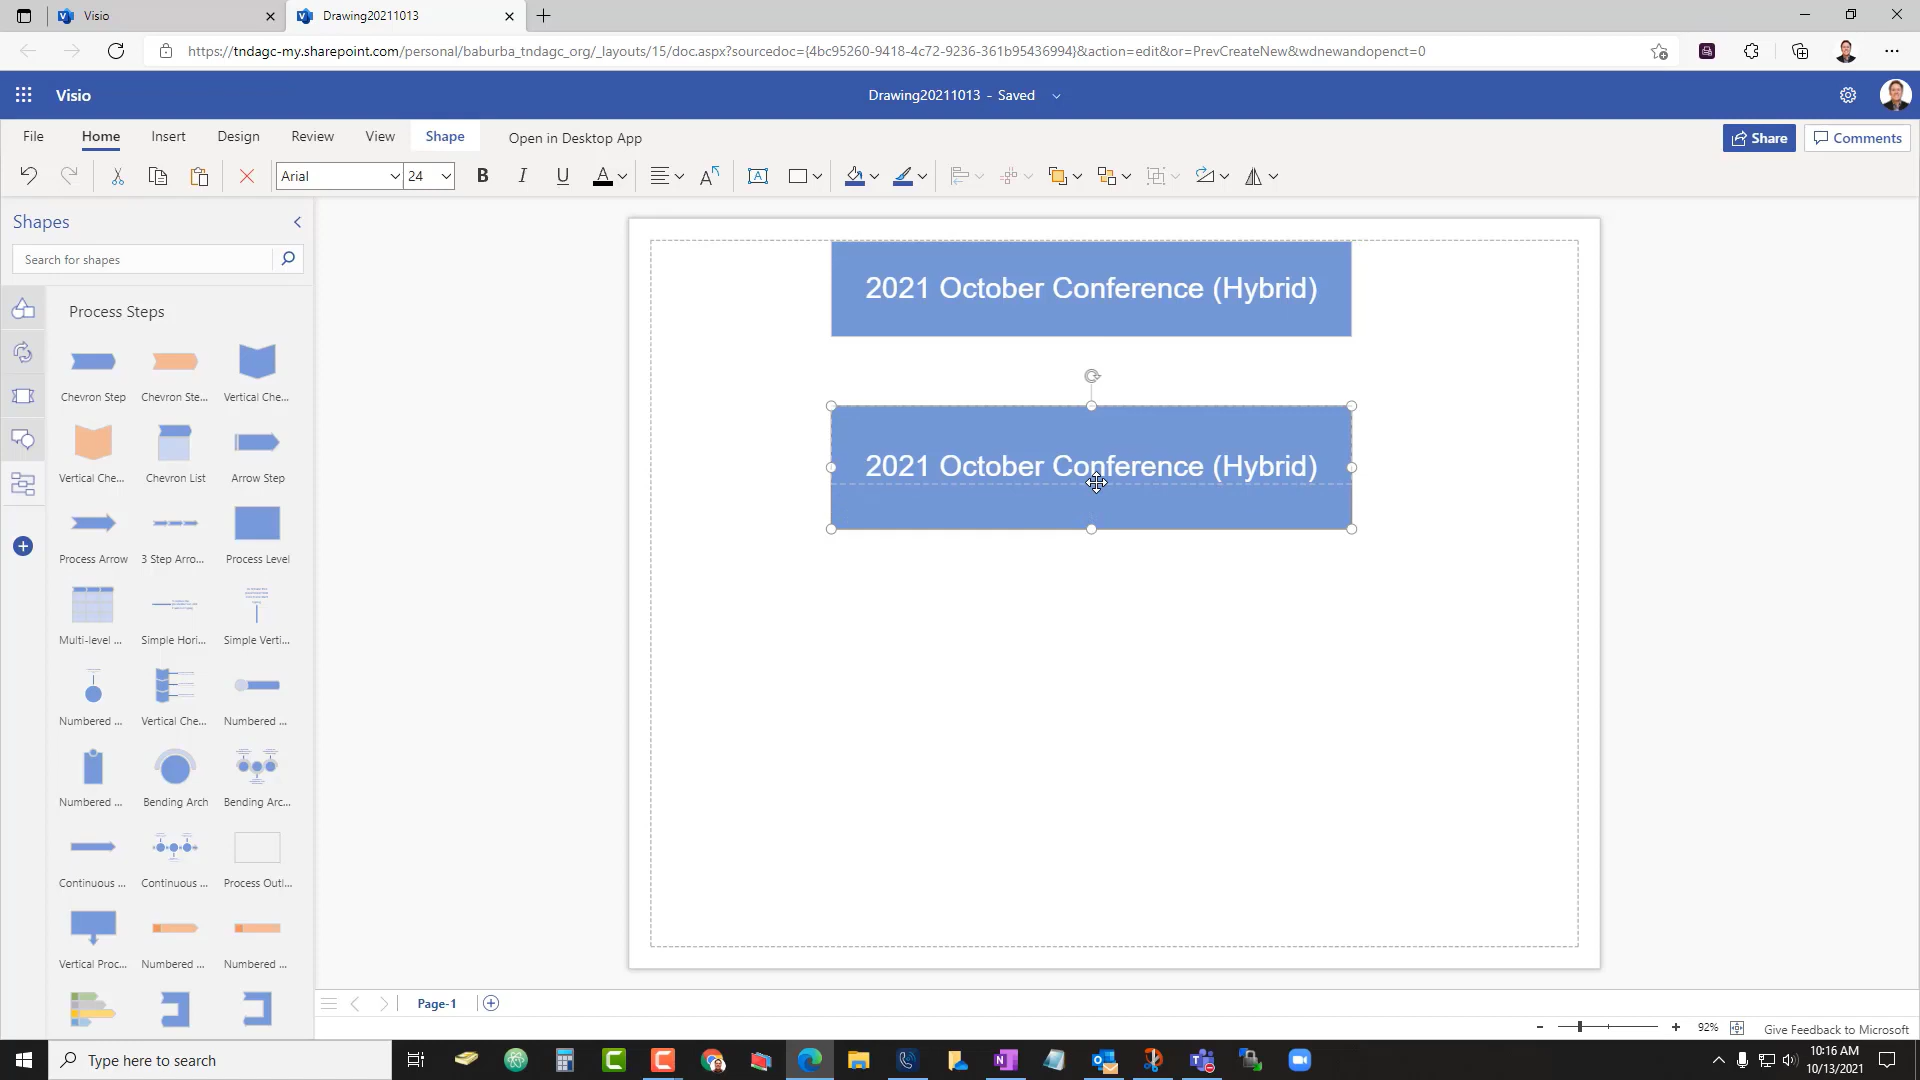 Visio
Drawing20211013
https://tndagc-my.sharepoint.com/personal/baburba_tndagc_org/_layouts/15/doc.aspx?sourcedoc={4bc95260-9418-4c72-9236-361b95436994}&action=edit&or=PrevCreateNew&wdnewandopenct=0
Visio
Drawing20211013 - Saved
File Home Insert Design Review View Shape Open in Desktop App
Share Comments
Arial 24 B I U A
Shapes
Search for shapes
Process Steps
Chevron Step Chevron Ste... Vertical Che...
Vertical Che... Chevron List Arrow Step
Process Arrow 3 Step Arro... Process Level
Multi-level ... Simple Hori... Simple Verti...
Numbered ... Vertical Che... Numbered ...
Numbered ... Bending Arch Bending Arc...
Continuous ... Continuous ... Process Outl...
Vertical Proc... Numbered ... Numbered ...
2021 October Conference (Hybrid)
2021 October Conference (Hybrid)
Page-1
92% Give Feedback to Microsoft
Type here to search
10:16 AM
10/13/2021